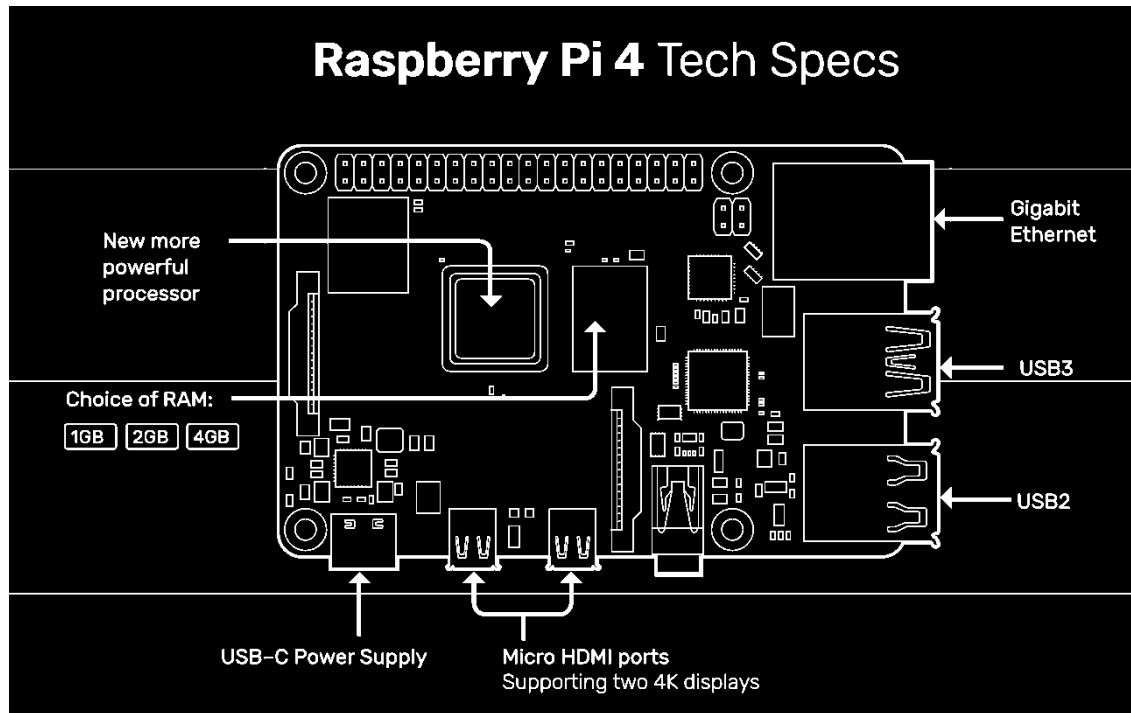 Raspberry Pi 4 Tech Specs
New more
powerful
processor
Gigabit
Ethernet
USB3
Choice of RAM:
1GB 2GB 4GB
USB2
USB-C Power Supply
Micro HDMI ports
Supporting two 4K displays